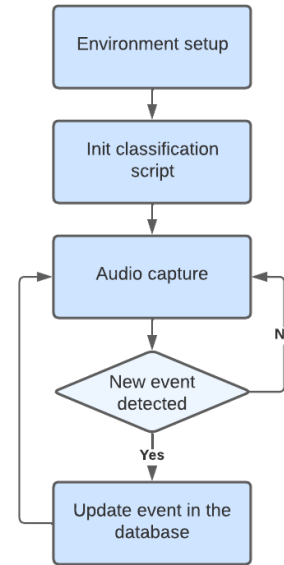 Environment setup
Init classification
script
Audio capture
New event
detected
N
Yes
Update event in the
database